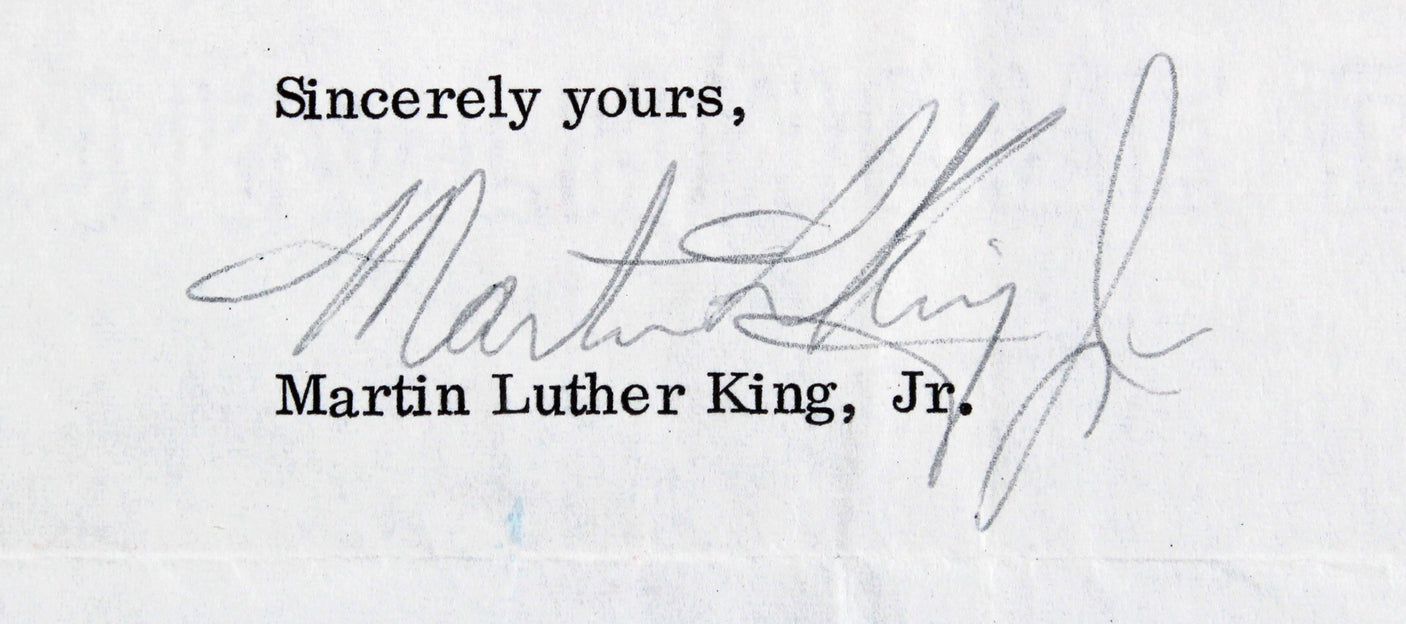 Sincerely yours,
Martin L King Jr
Martin Luther King, Jr.